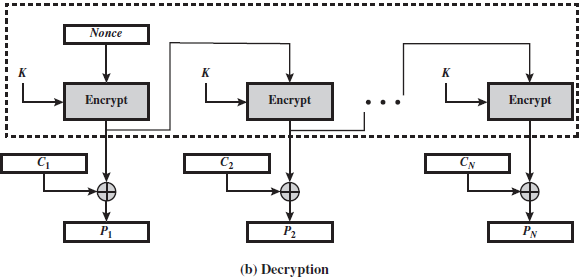 Nonce
K
K
K
Encrypt
Encrypt
• • •
Encrypt
C1
C2
CN
P1
P2
PN
(b) Decryption